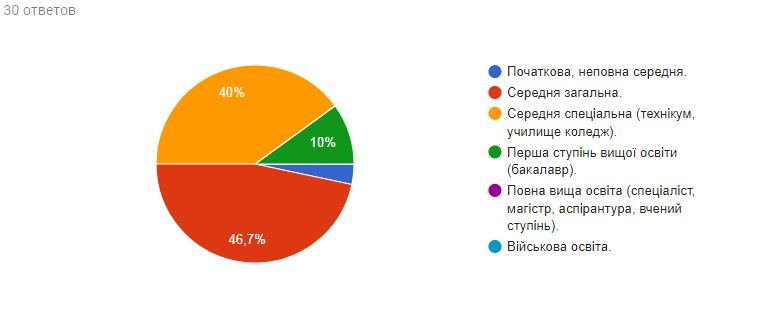 30 ответов
40%
10%
46,7%
Початкова, неповна середня.
Середня загальна.
Середня спеціальна (технікум,
училище коледж).
Перша ступінь вищої освіти
(бакалавр).
Повна вища освіта (спеціаліст,
магістр, аспірантура, вчений
ступінь).
Військова освіта.